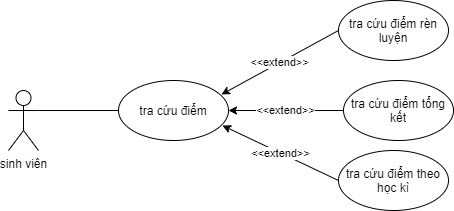 tra cứu điểm rèn
luyện
<<extend>>
tra cứu điểm
<<extend>>
tra cứu điểm tổng
kết
<<extend>>
sinh viên
tra cứu điểm theo
học kì